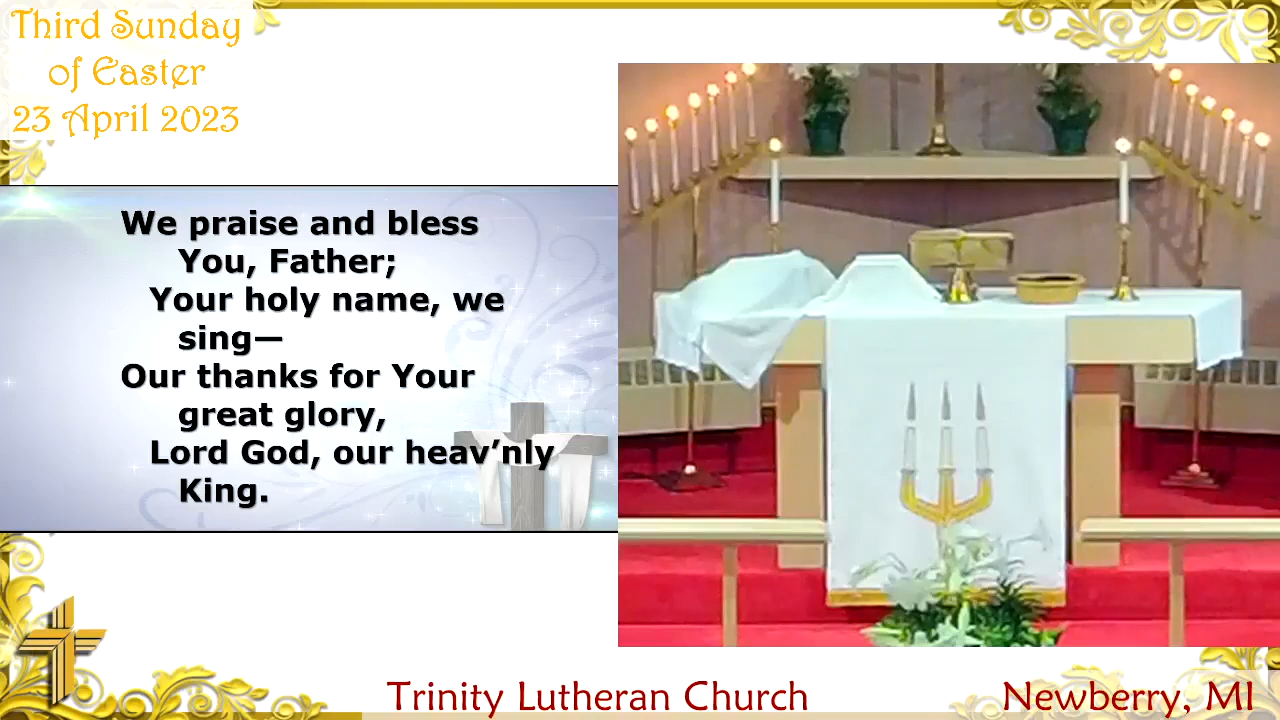 Third Sunday
of Easter
23 April 2023
We praise and bless
You, Father;
Your holy name, we
sing—
Our thanks for Your
great glory,
Lord God, our heav’nly
King.
Trinity Lutheran Church
Newberry, MI